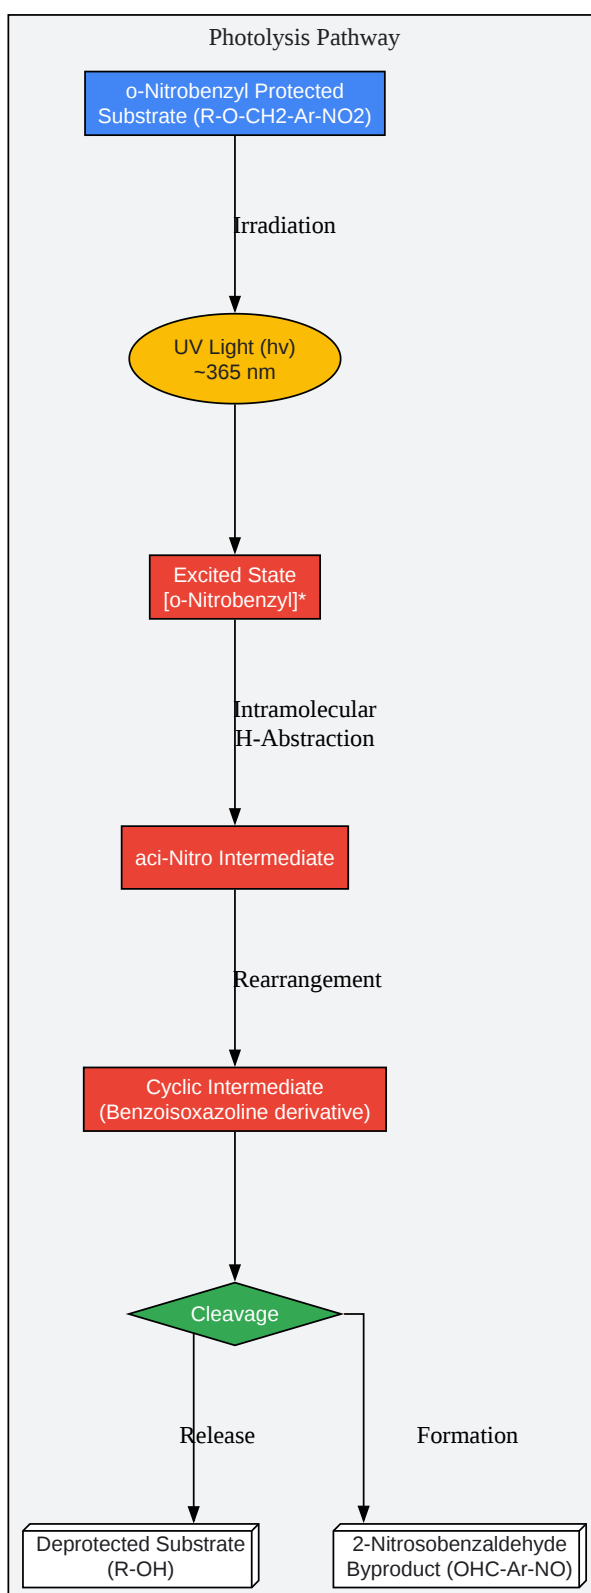 Photolysis Pathway
o-Nitrobenzyl Protected
Substrate (R-O-CH2-Ar-NO2)
Irradiation
UV Light (hv)
~365 nm
Excited State
[o-Nitrobenzyl]*
Intramolecular
H-Abstraction
aci-Nitro Intermediate
Rearrangement
Cyclic Intermediate
(Benzoisoxazoline derivative)
Cleavage
Release
Formation
Deprotected Substrate
(R-OH)
2-Nitrosobenzaldehyde
Byproduct (OHC-Ar-NO)